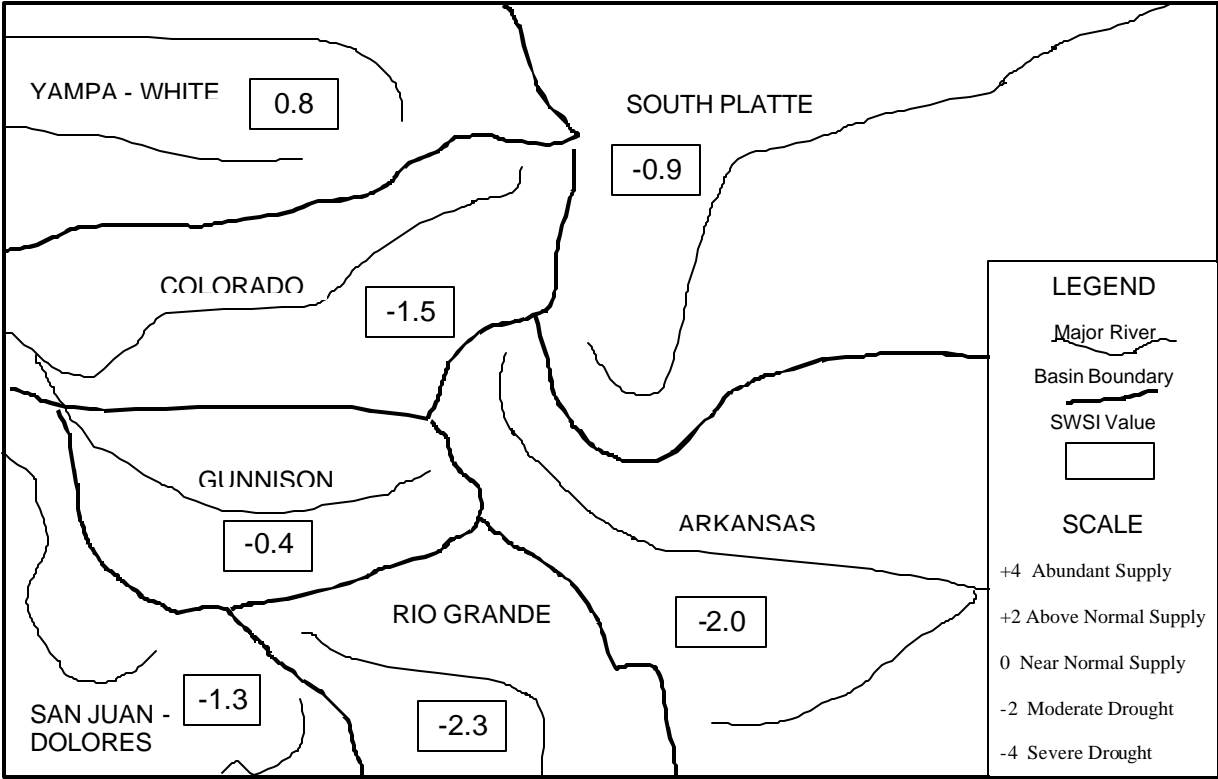 YAMPA - WHITE
0.8
SOUTH PLATTE
-0.9
COLORADO
-1.5
GUNNISON
-0.4
ARKANSAS
-2.0
RIO GRANDE
-2.3
SAN JUAN -
DOLORES
-1.3
LEGEND
Major River
Basin Boundary
SWSI Value
SCALE
+4 Abundant Supply
+2 Above Normal Supply
0 Near Normal Supply
-2 Moderate Drought
-4 Severe Drought